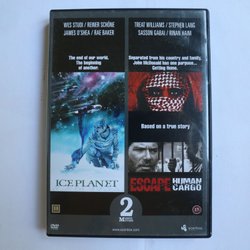 WES STUDI / REINER SCHÖNE
JAMES O'SHEA / RAE BAKER
The end of our world.
The beginning
of another.
ICE PLANET
TREAT WILLIAMS / STEPHEN LANG
SASSON GABAI / RINAN HAIM
Separated from his country and family,
John McDonald has one purpose...
Getting Home.
Based on a true story
ESCAPE HUMAN
CARGO
2